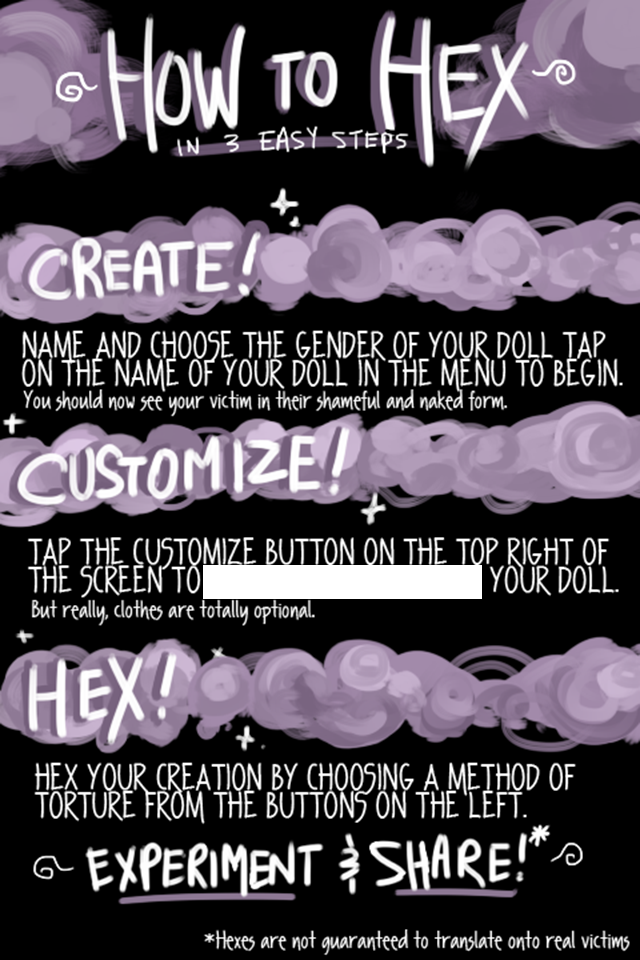 HOW TO HEX
IN 3 EASY STEPS
CREATE!
NAME AND CHOOSE THE GENDER OF YOUR DOLL TAP
ON THE NAME OF YOUR DOLL IN THE MENU TO BEGIN.
You should now see your victim in their shameful and naked form.
CUSTOMIZE!
TAP THE CUSTOMIZE BUTTON ON THE TOP RIGHT OF
THE SCREEN TO YOUR DOLL.
But really, clothes are totally optional.
HEX!
HEX YOUR CREATION BY CHOOSING A METHOD OF
TORTURE FROM THE BUTTONS ON THE LEFT.
EXPERIMENT & SHARE!*
*Hexes are not guaranteed to translate onto real victims